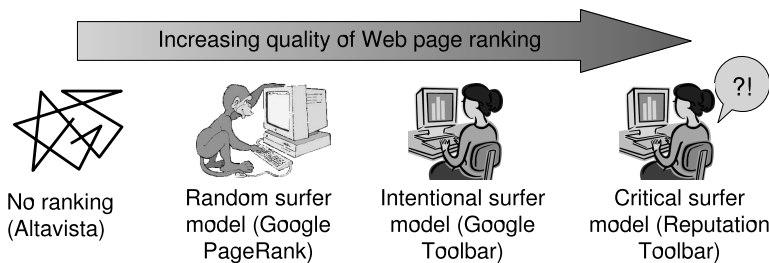 Increasing quality of Web page ranking
?!
No ranking
(Altavista)
Random surfer
model (Google
PageRank)
Intentional surfer
model (Google
Toolbar)
Critical surfer
model (Reputation
Toolbar)